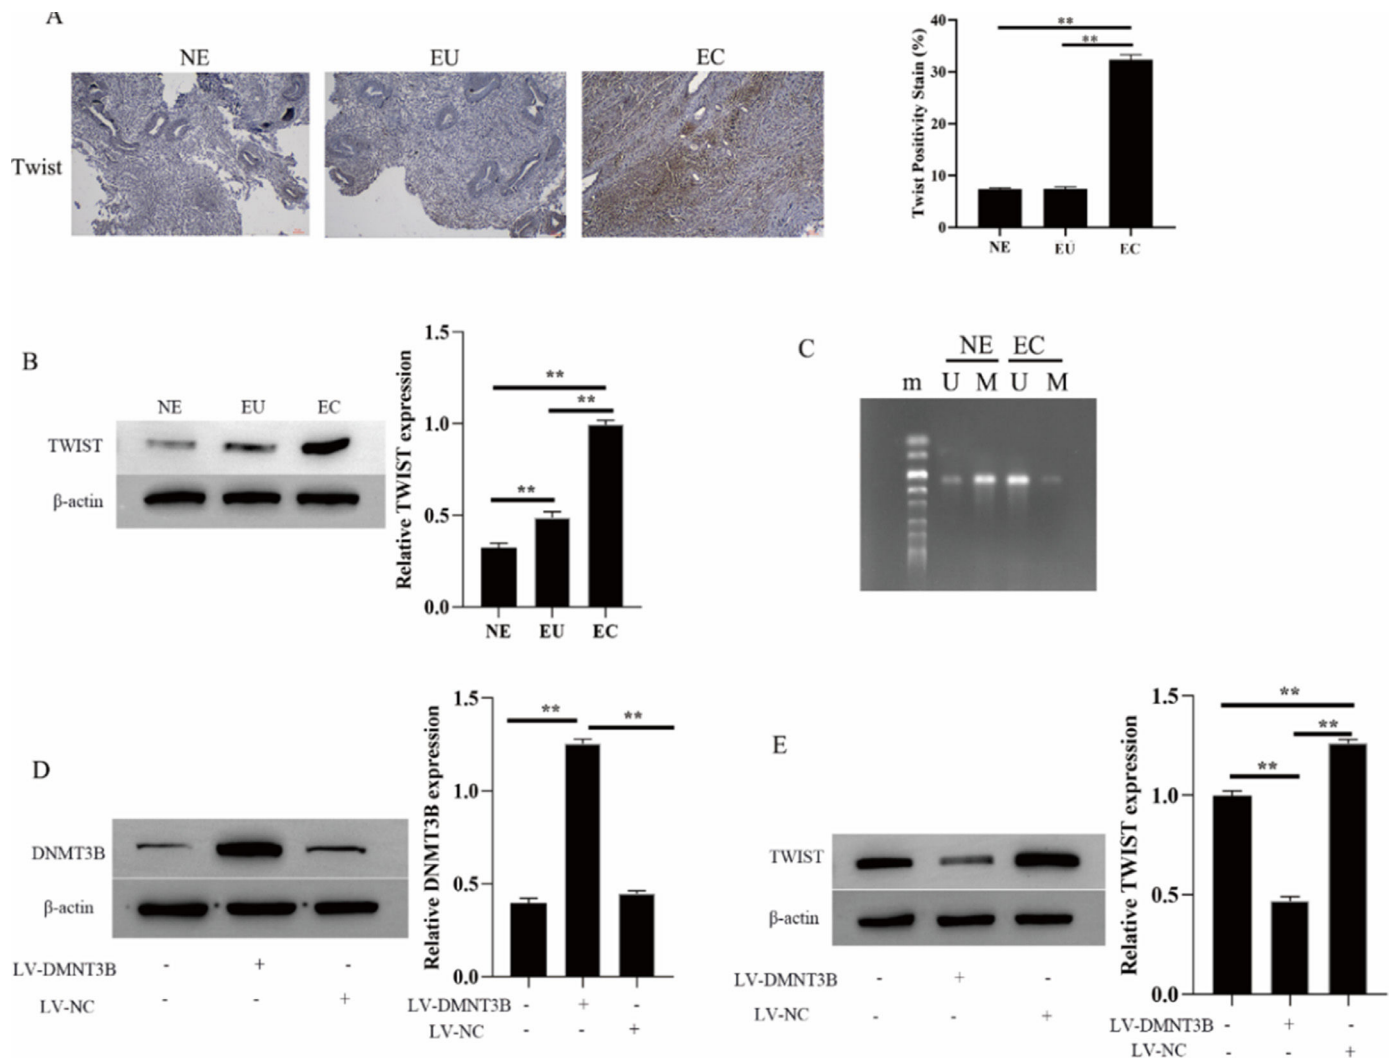 A
NE EU EC
Twist
Twist Positivity Stain (%)
40
30
20
10
0
** **
NE EU EC
B
NE EU EC
TWIST
β-actin
Relative TWIST expression
1.5
1.0
0.5
0.0
** ** **
NE EU EC
C
NE EC
m U M U M
D
DNMT3B
β-actin
LV-DMNT3B - + -
LV-NC - - +
Relative DNMT3B expression
1.5
1.0
0.5
0.0
** **
LV-DMNT3B - + -
LV-NC - - +
E
TWIST
β-actin
LV-DMNT3B - + -
LV-NC - - +
Relative TWIST expression
1.5
1.0
0.5
0.0
** ** **
LV-DMNT3B - + -
LV-NC - - +